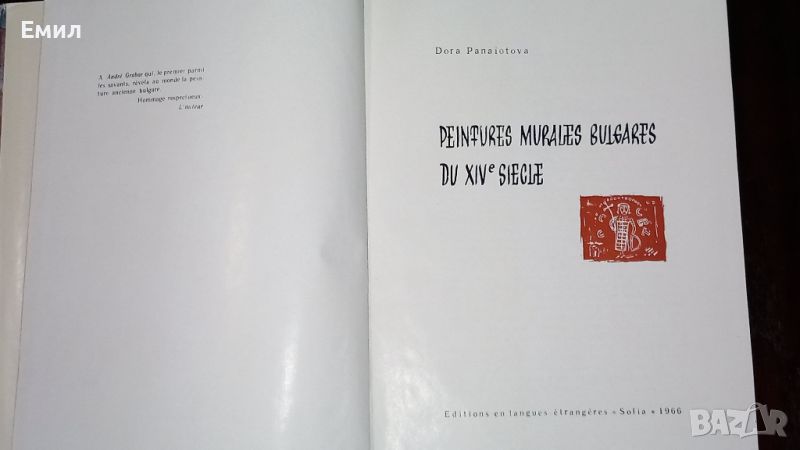 Емил
A André Grabar qui, le premier parmi
les savants, révéla au monde la pein-
ture ancienne bulgare.
Hommage respectueux.
L'auteur
Dora Panaiotova
PEINTURES MURALES BULGARES
DU XIVe SIECLE
Editions en langues étrangères « Sofia » 1966
BAZAR